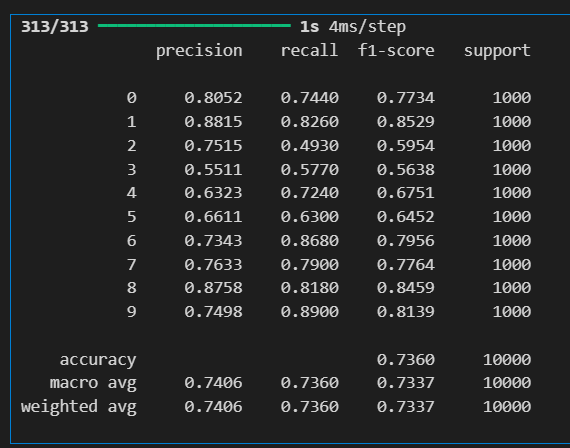 313/313 ━━━━━━━━━━━━━━━━━━━━ 1s 4ms/step
precision recall f1-score support
0 0.8052 0.7440 0.7734 1000
1 0.8815 0.8260 0.8529 1000
2 0.7515 0.4930 0.5954 1000
3 0.5511 0.5770 0.5638 1000
4 0.6323 0.7240 0.6751 1000
5 0.6611 0.6300 0.6452 1000
6 0.7343 0.8680 0.7956 1000
7 0.7633 0.7900 0.7764 1000
8 0.8758 0.8180 0.8459 1000
9 0.7498 0.8900 0.8139 1000
accuracy 0.7360 10000
macro avg 0.7406 0.7360 0.7337 10000
weighted avg 0.7406 0.7360 0.7337 10000